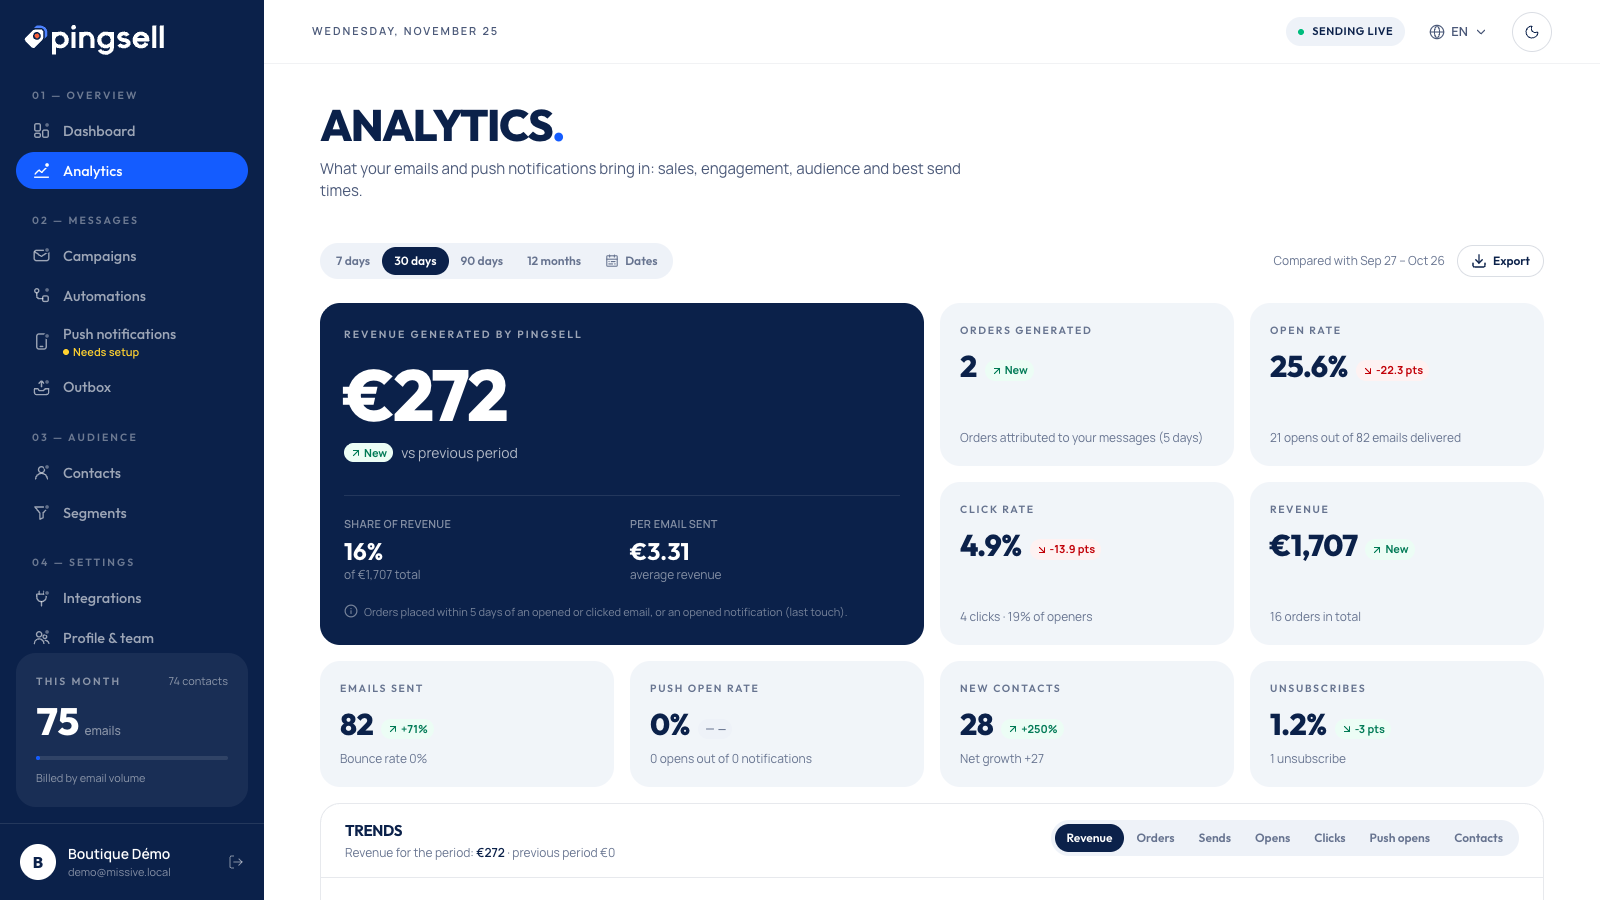 pingsell
01 — OVERVIEW
Dashboard
Analytics
02 — MESSAGES
Campaigns
Automations
Push notifications
Needs setup
Outbox
03 — AUDIENCE
Contacts
Segments
04 — SETTINGS
Integrations
Profile & team
THIS MONTH 74 contacts
75 emails
Billed by email volume
B
Boutique Démo
demo@missive.local
WEDNESDAY, NOVEMBER 25
SENDING LIVE
EN
ANALYTICS.
What your emails and push notifications bring in: sales, engagement, audience and best send
times.
7 days 30 days 90 days 12 months Dates
Compared with Sep 27 – Oct 26
Export
REVENUE GENERATED BY PINGSELL
€272
New vs previous period
SHARE OF REVENUE
16%
of €1,707 total
PER EMAIL SENT
€3.31
average revenue
Orders placed within 5 days of an opened or clicked email, or an opened notification (last touch).
ORDERS GENERATED
2 New
Orders attributed to your messages (5 days)
OPEN RATE
25.6% -22.3 pts
21 opens out of 82 emails delivered
CLICK RATE
4.9% -13.9 pts
4 clicks · 19% of openers
REVENUE
€1,707 New
16 orders in total
EMAILS SENT
82 +71%
Bounce rate 0%
PUSH OPEN RATE
0% — –
0 opens out of 0 notifications
NEW CONTACTS
28 +250%
Net growth +27
UNSUBSCRIBES
1.2% -3 pts
1 unsubscribe
TRENDS
Revenue for the period: €272 · previous period €0
Revenue Orders Sends Opens Clicks Push opens Contacts